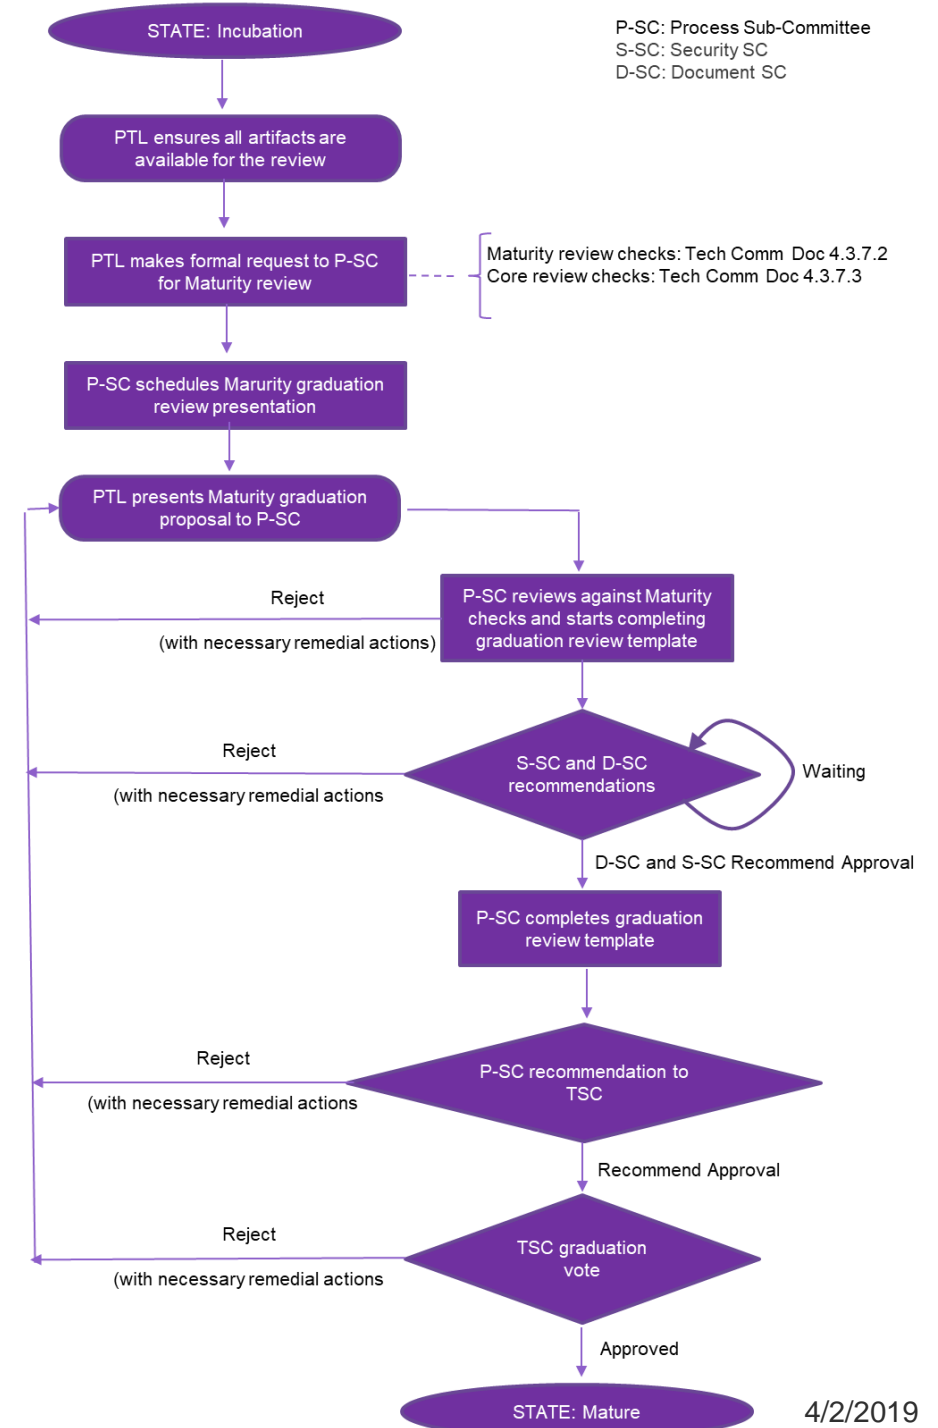 STATE: Incubation
P-SC: Process Sub-Committee
S-SC: Security SC
D-SC: Document SC
PTL ensures all artifacts are
available for the review
PTL makes formal request to P-SC
for Maturity review
Maturity review checks: Tech Comm Doc 4.3.7.2
Core review checks: Tech Comm Doc 4.3.7.3
P-SC schedules Marurity graduation
review presentation
PTL presents Maturity graduation
proposal to P-SC
P-SC reviews against Maturity
checks and starts completing
graduation review template
Reject
(with necessary remedial actions)
S-SC and D-SC
recommendations
Waiting
Reject
(with necessary remedial actions
D-SC and S-SC Recommend Approval
P-SC completes graduation
review template
P-SC recommendation to
TSC
Reject
(with necessary remedial actions
Recommend Approval
TSC graduation
vote
Reject
(with necessary remedial actions
Approved
STATE: Mature
4/2/2019